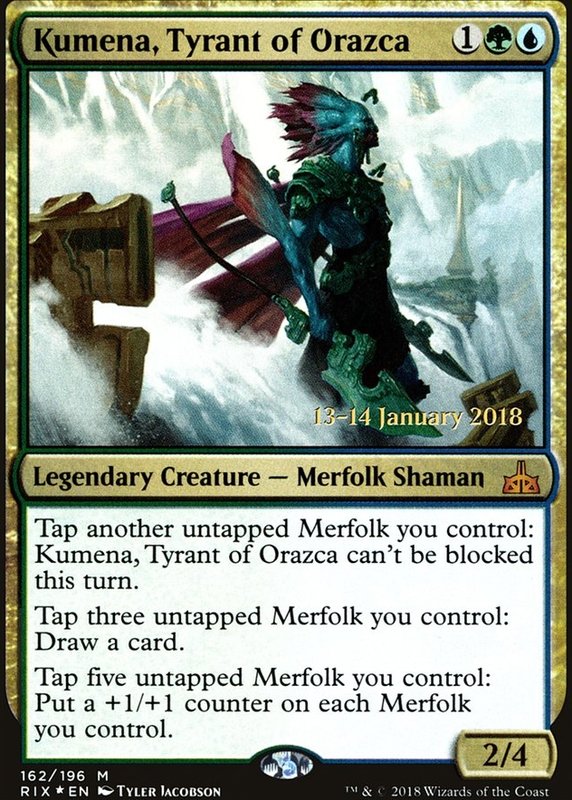 Kumena, Tyrant of Orazca 1
13-14 January 2018
Legendary Creature — Merfolk Shaman
Tap another untapped Merfolk you control:
Kumena, Tyrant of Orazca can't be blocked
this turn.
Tap three untapped Merfolk you control:
Draw a card.
Tap five untapped Merfolk you control:
Put a +1/+1 counter on each Merfolk
you control.
2/4
162/196 M
RIX★EN Tyler Jacobson
™ & © 2018 Wizards of the Coast